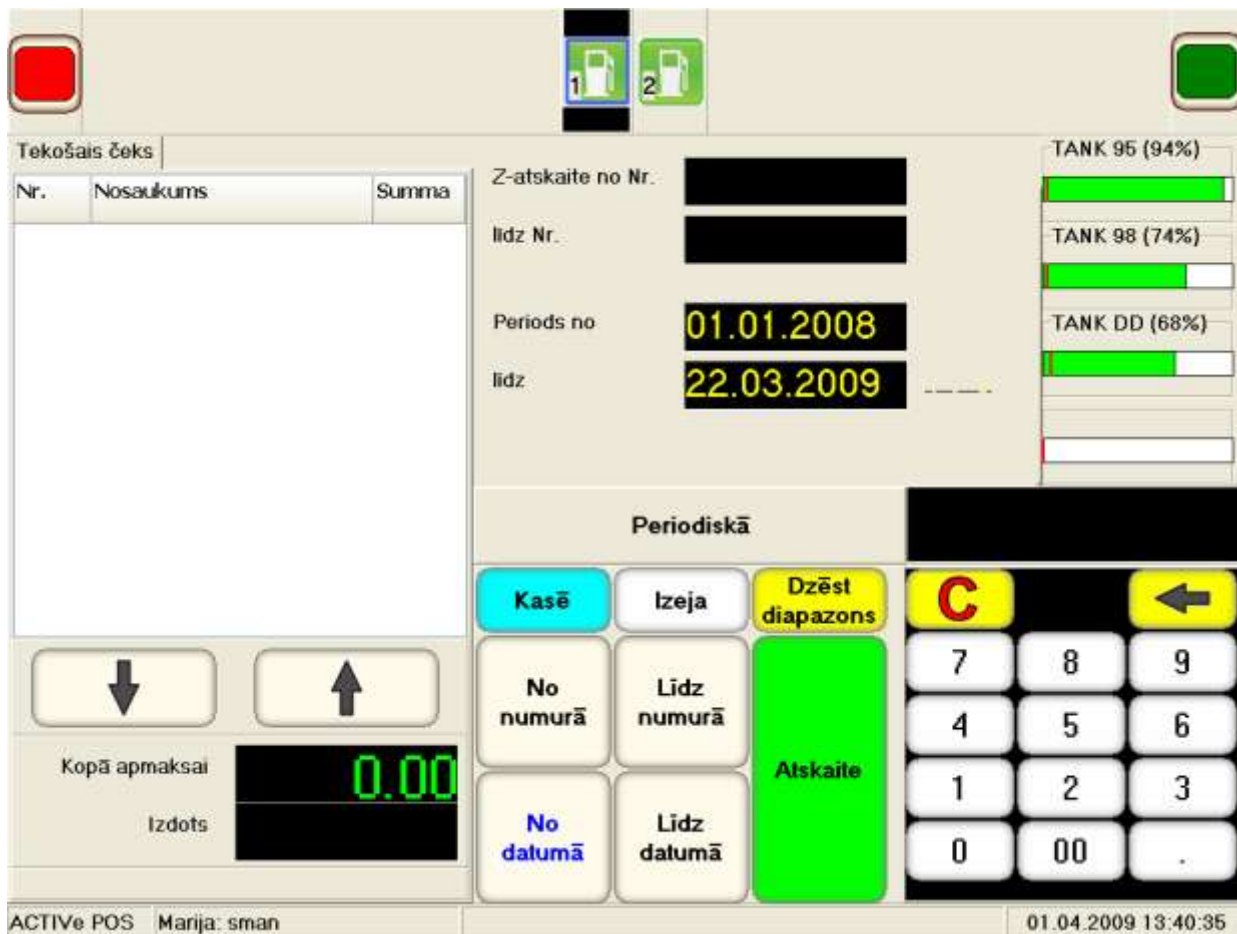 1
2
Tekošais čeks
Nr. Nosaukums Summa
Z-atskaite no Nr.
līdz Nr.
Periods no 01.01.2008
līdz 22.03.2009
TANK 95 (94%)
TANK 98 (74%)
TANK DD (68%)
Periodiskā
Kasē
Izeja
Dzēst
diapazons
No
numurā
Līdz
numurā
Atskaite
No
datumā
Līdz
datumā
C
7 8 9
4 5 6
1 2 3
0 00 .
Kopā apmaksai 0.00
Izdots
ACTIVe POS Marija: sman 01.04.2009 13:40:35